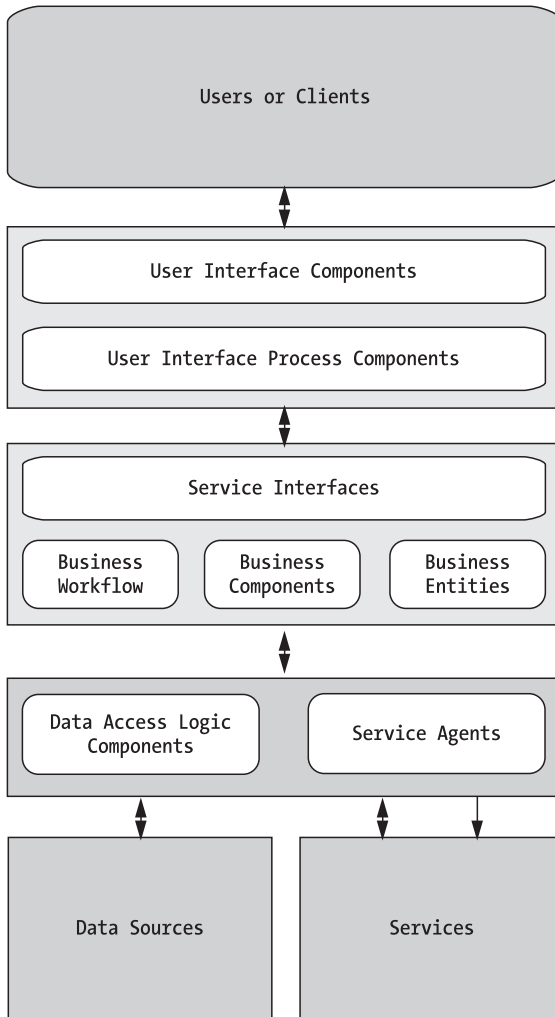 Users or Clients
User Interface Components
User Interface Process Components
Service Interfaces
Business
Workflow
Business
Components
Business
Entities
Data Access Logic
Components
Service Agents
Data Sources
Services